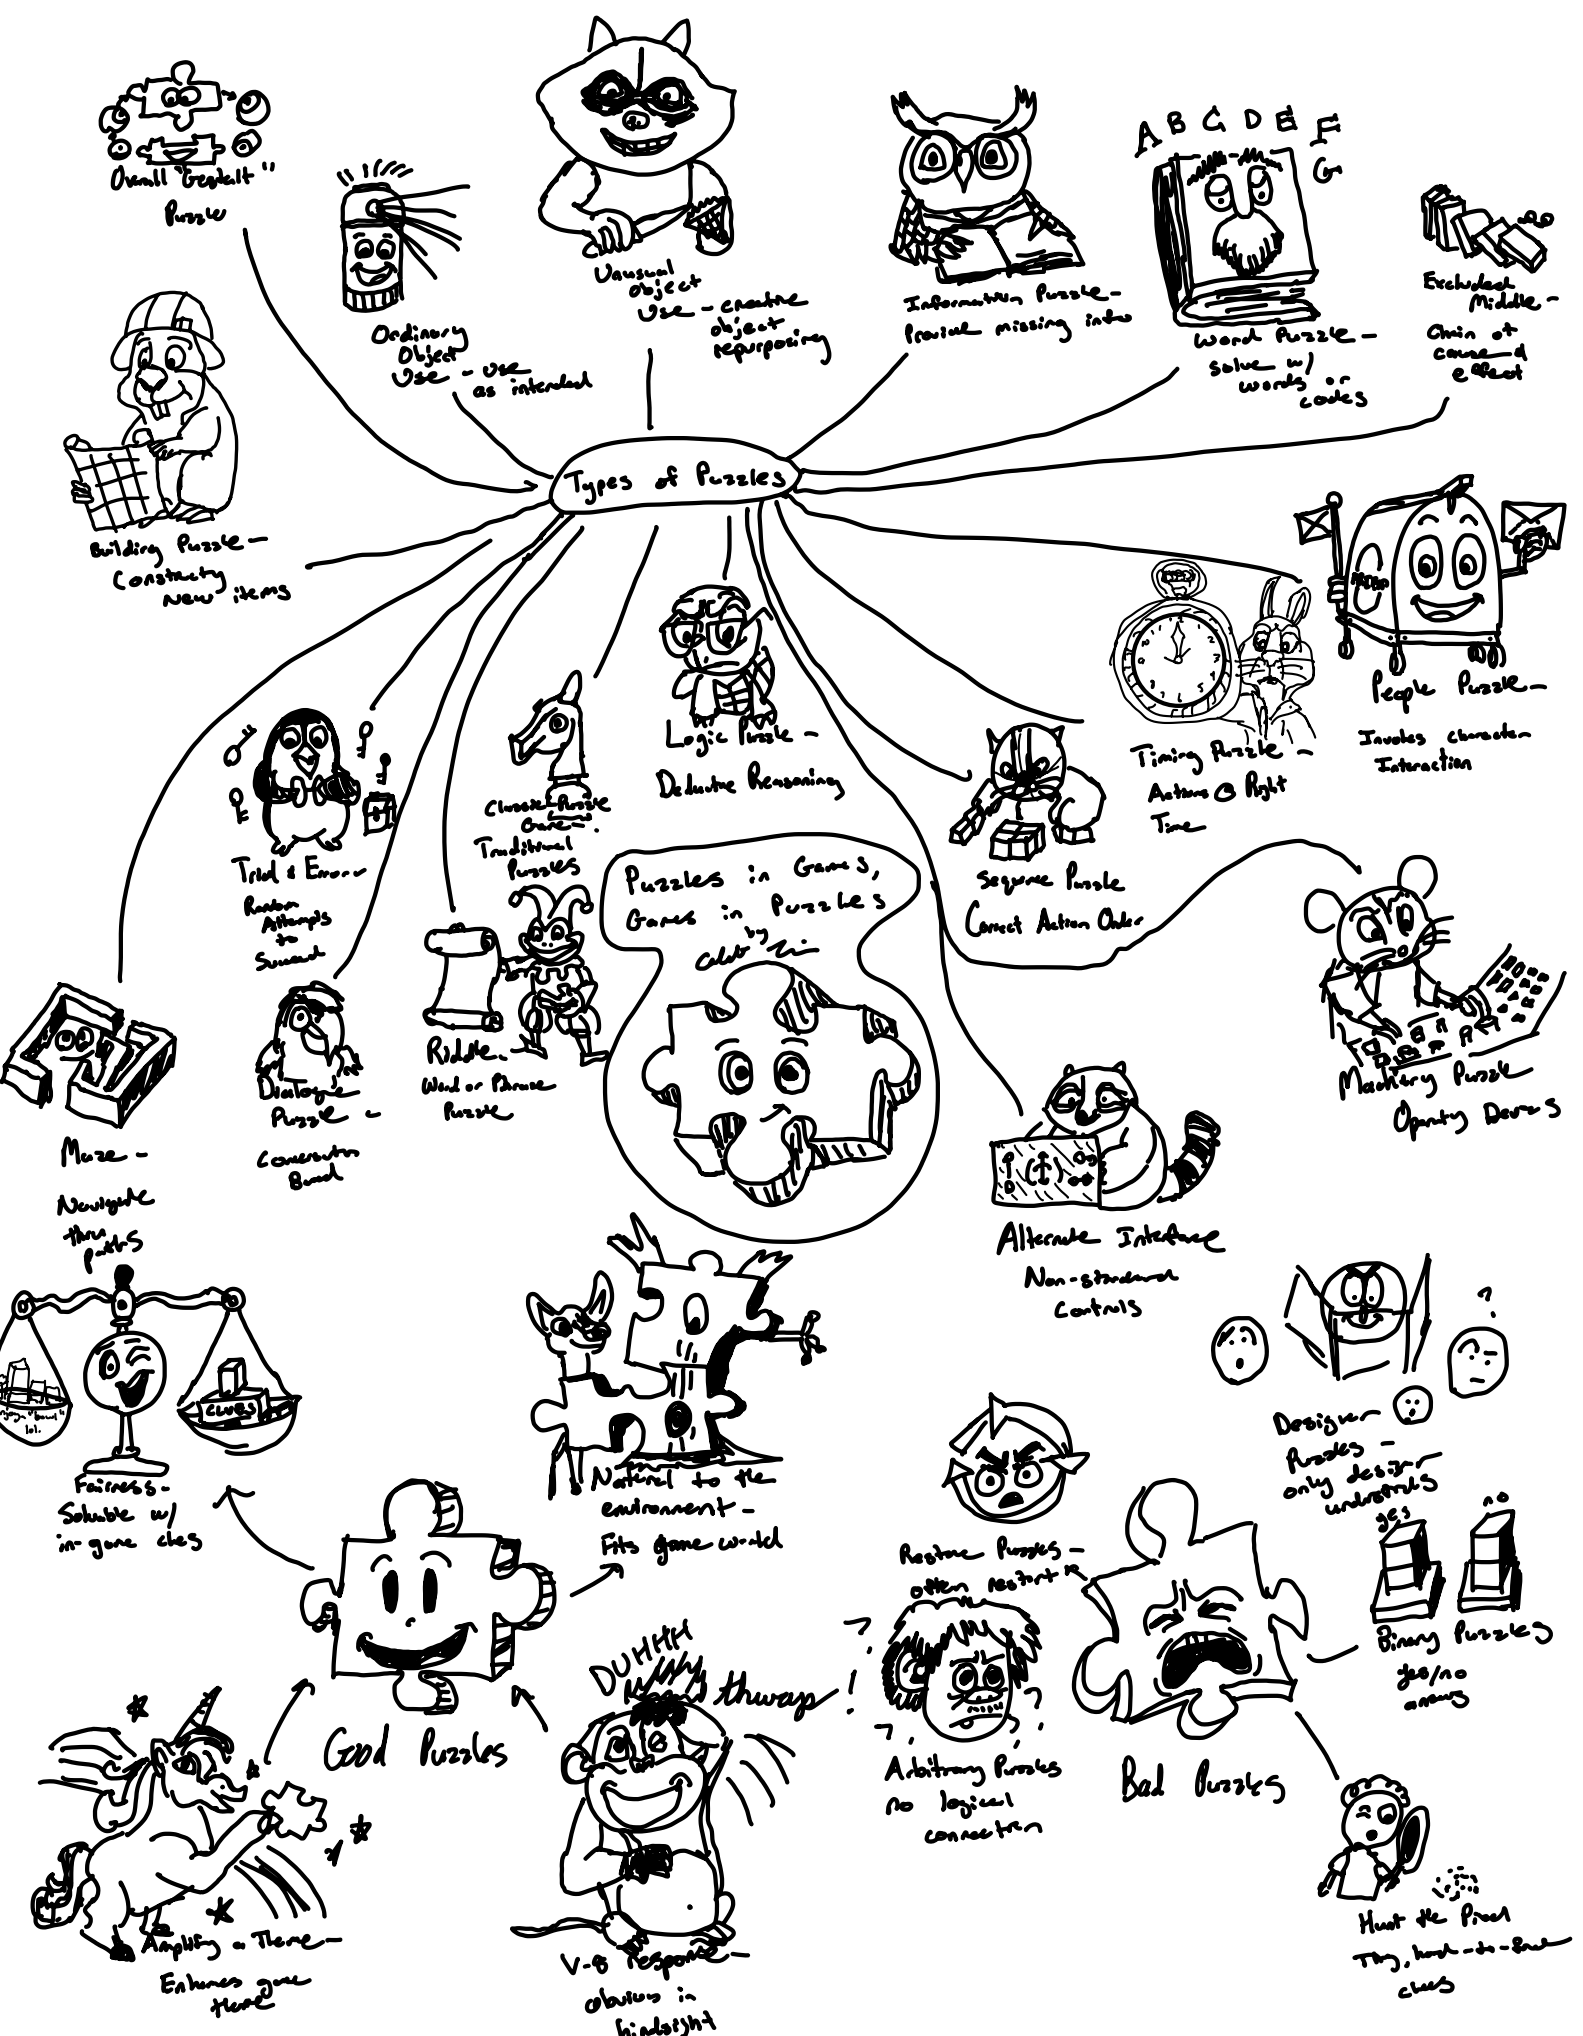 A B C D E F G
Overall "Gestalt"
Puzzle
Ordinary
Object
Use - use
as intended
Unusual
object
use - creative
object
repurposing
Information Puzzle -
Provide missing info
Word Puzzle -
solve w/
words or
codes
Excluded
Middle -
Chain of
cause and
effect
Types of Puzzles
Building Puzzle -
Constructing
new items
People Puzzle -
Involves character
Interaction
Timing Puzzle -
Actions @ Right
Time
Logic Puzzle -
Deductive Reasoning
Classic Puzzle
Game -
Traditional
Puzzles
Trial & Error -
Random
Attempts
to
Succeed
Sequence Puzzle
Correct Action Order
Puzzles in Games,
Games in Puzzles
by
Machinery Puzzle
Operating Devices
Riddle -
Word or Phrase
Puzzle
Dialogue
Puzzle -
Conversation
Based
Maze -
Navigate
thru
paths
Alternate Interface
Non-standard
Controls
CLUES
lol.
Fairness -
Solvable w/
in-game clues
Natural to the
environment -
Fits game world
?
Designer
Puzzles -
only designer
understands
Restore Puzzles -
often restart
yes
no
Binary Puzzles
yes/no
answers
DUHHH
thwap
Good Puzzles
Arbitrary Puzzles
no logical
connection
Bad Puzzles
Amplifying a Theme -
Enhances game
theme
V-8 response -
obvious in
hindsight
Hunt the Pixel
Tiny, hard-to-find
clues